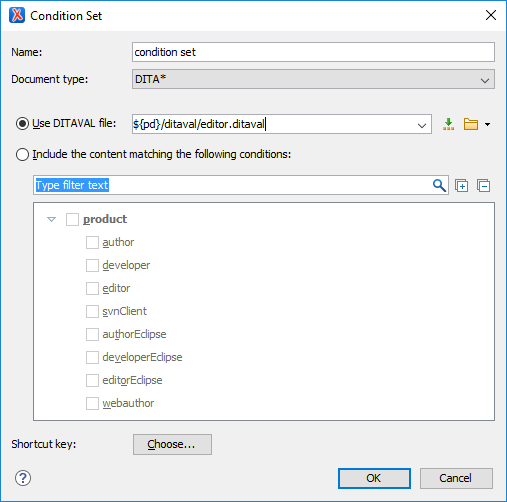 Condition Set
Name: condition set
Document type: DITA*
Use DITAVAL file: ${pd}/ditaval/editor.ditaval
Include the content matching the following conditions:
Type filter text
product
author
developer
editor
svnClient
authorEclipse
developerEclipse
editorEclipse
webauthor
Shortcut key: Choose...
? OK Cancel